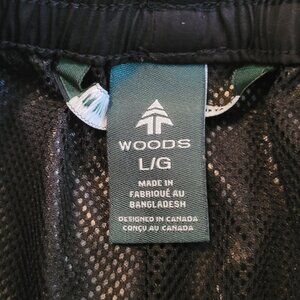 WOODS
L/G
MADE IN
FABRIQUÉ AU
BANGLADESH
DESIGNED IN CANADA
CONÇU AU CANADA